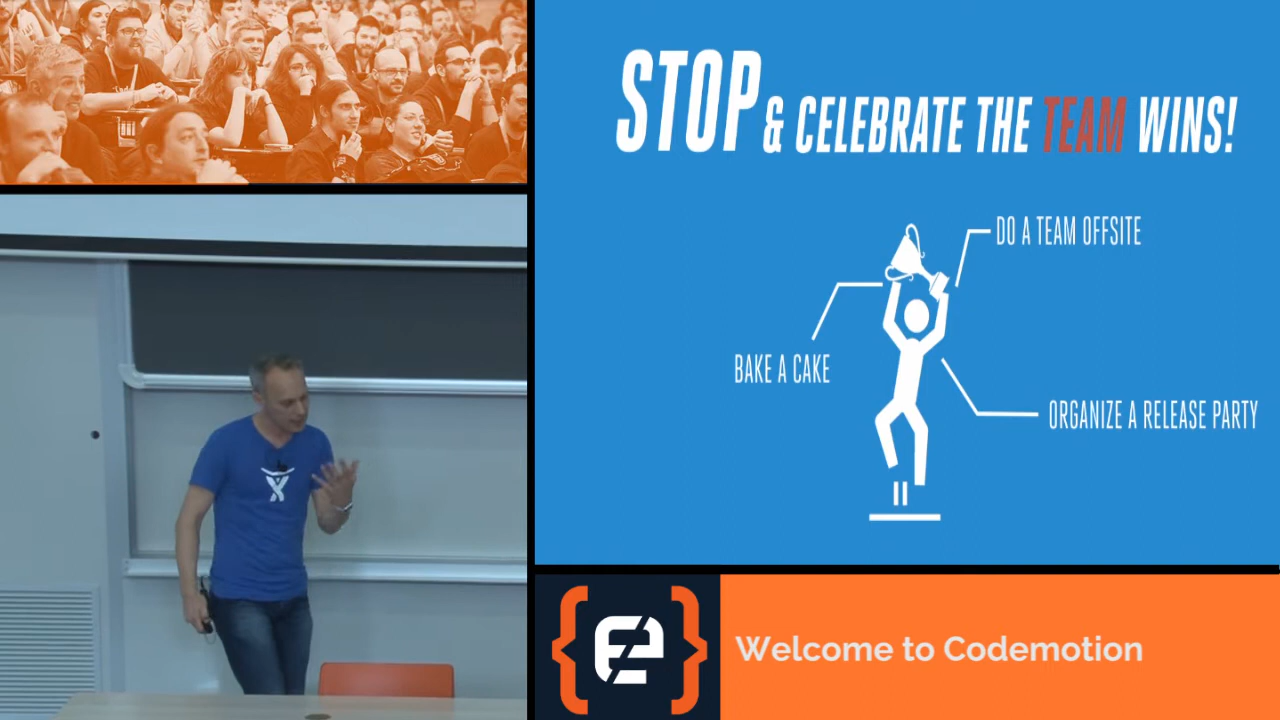 STOP & CELEBRATE THE TEAM WINS!
DO A TEAM OFFSITE
BAKE A CAKE
ORGANIZE A RELEASE PARTY
Welcome to Codemotion